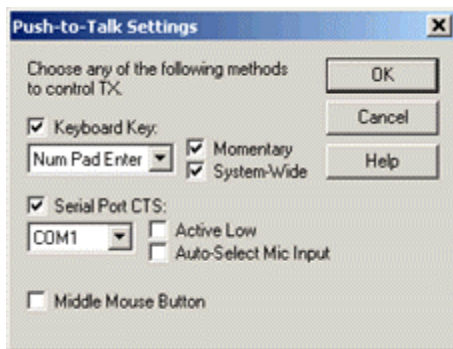 Push-to-Talk Settings
Choose any of the following methods
to control TX.
OK
Cancel
Help
Keyboard Key:
Num Pad Enter
Momentary
System-Wide
Serial Port CTS:
COM1
Active Low
Auto-Select Mic Input
Middle Mouse Button